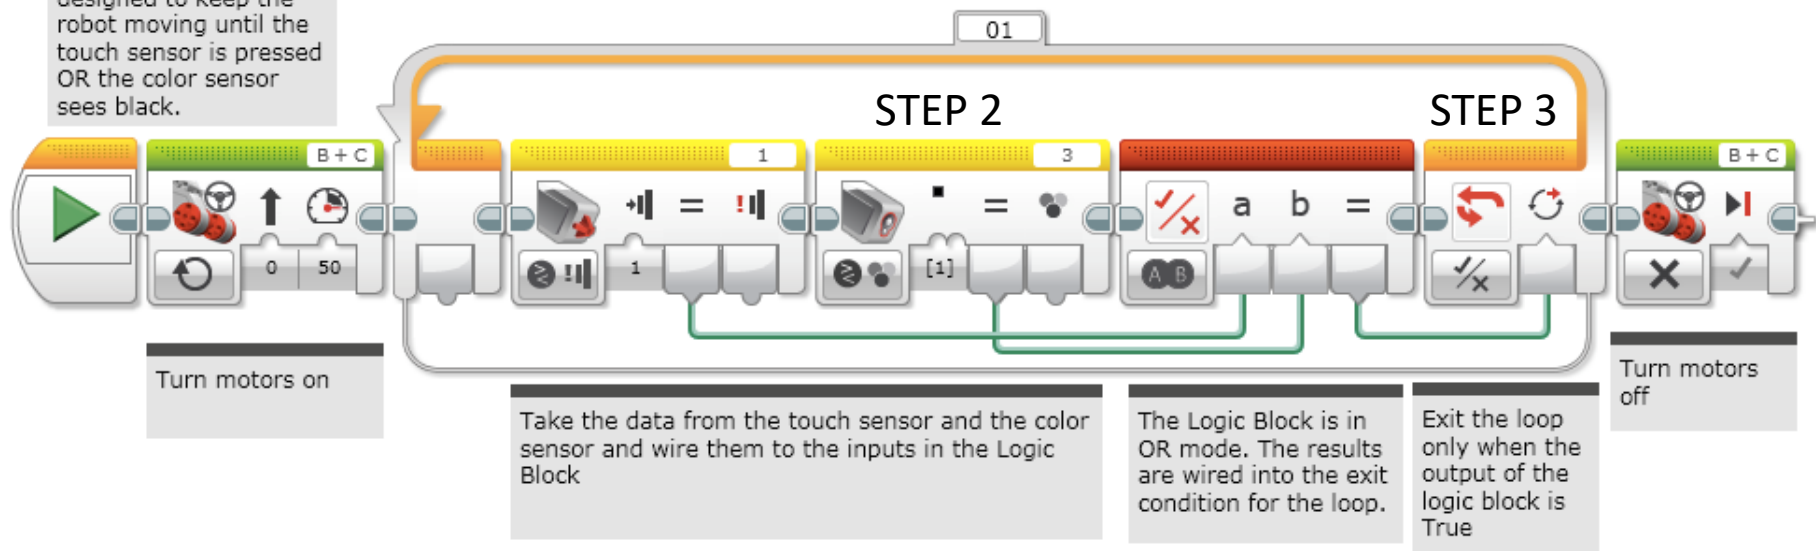 designed to keep the
robot moving until the
touch sensor is pressed
OR the color sensor
sees black.
01
STEP 2
STEP 3
B + C
1
3
B + C
a b =
= 
=
0 50
1
[1]
A B
Turn motors on
Take the data from the touch sensor and the color
sensor and wire them to the inputs in the Logic
Block
The Logic Block is in
OR mode. The results
are wired into the exit
condition for the loop.
Exit the loop
only when the
output of the
logic block is
True
Turn motors
off